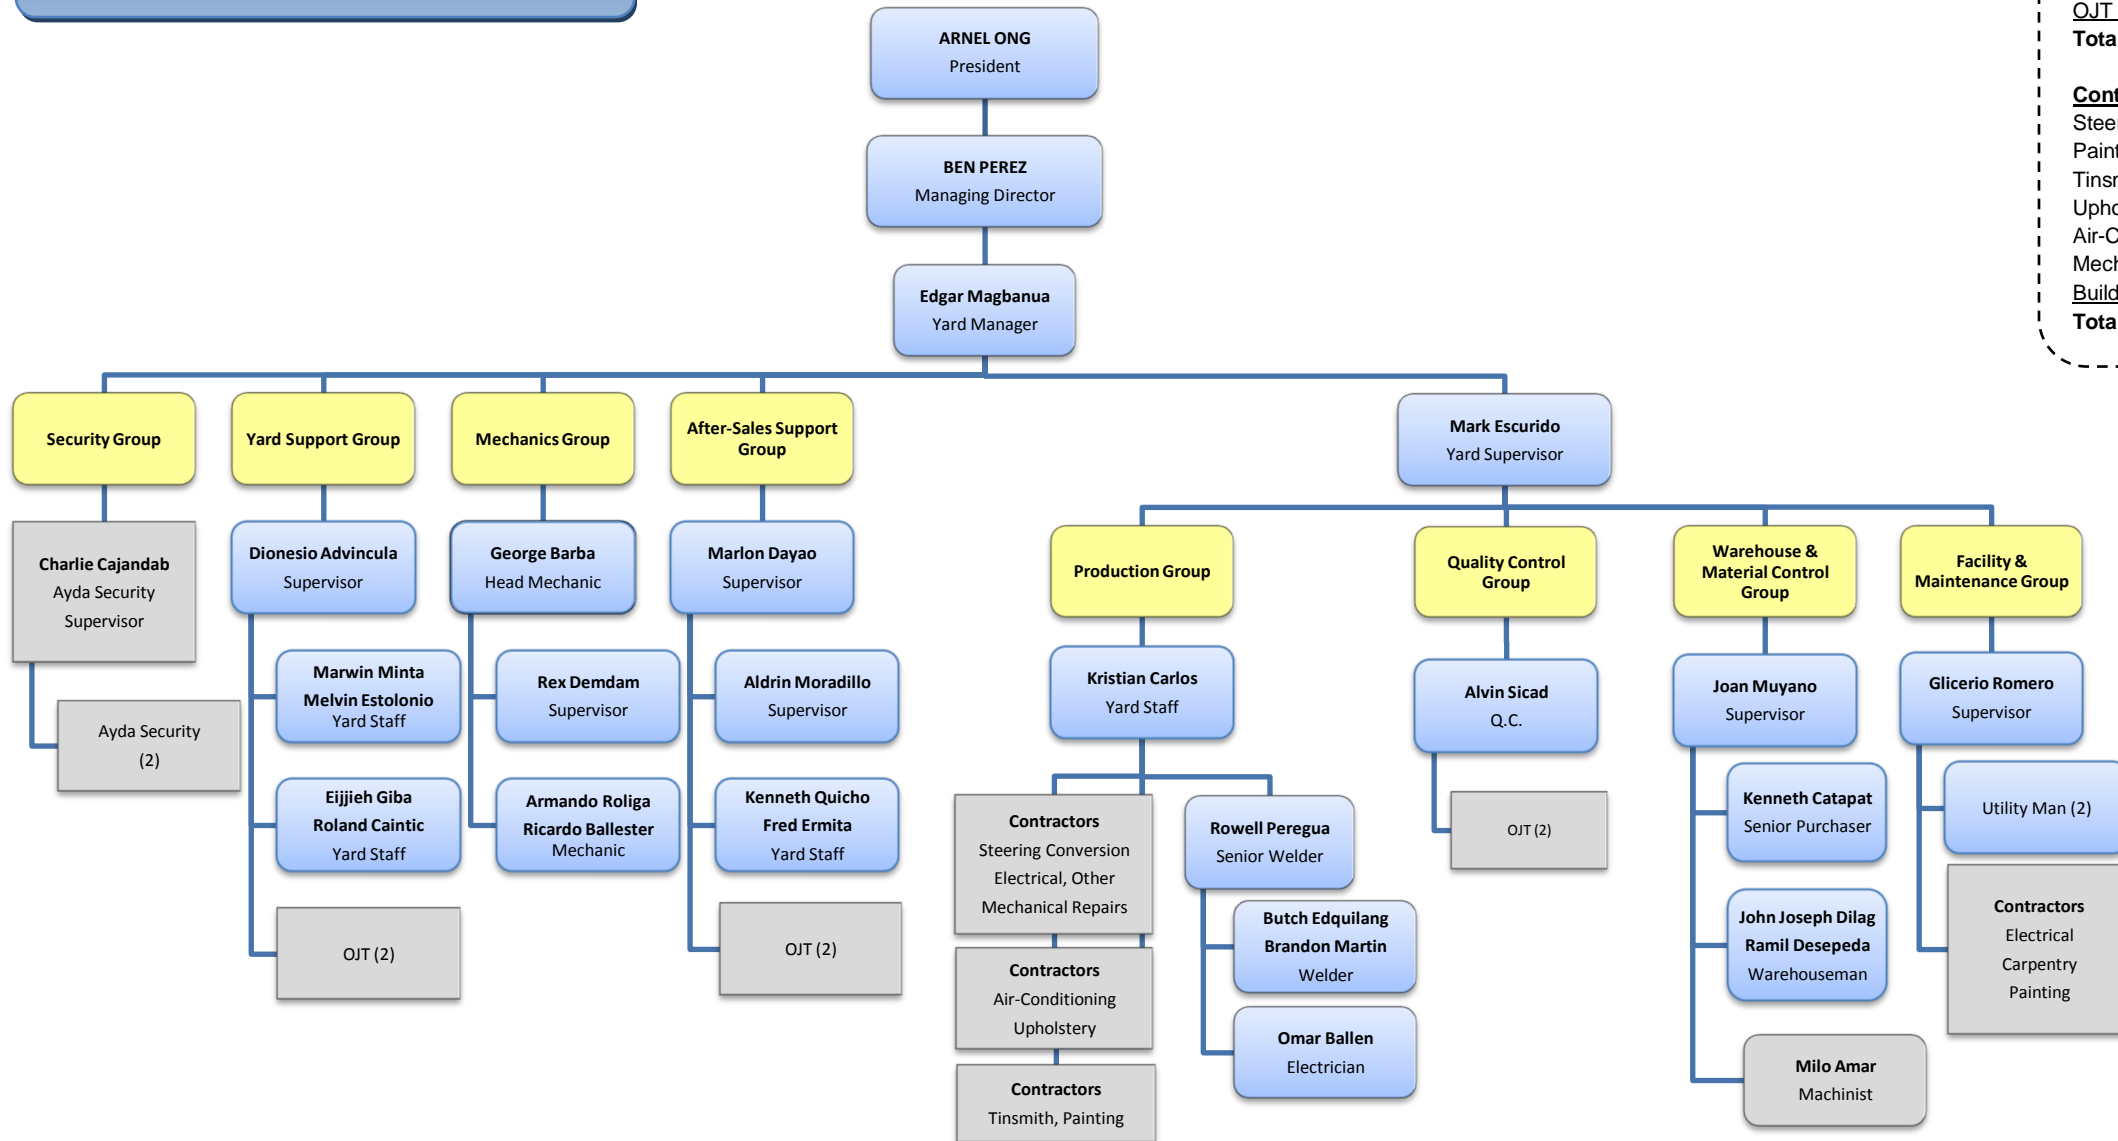 ARNEL ONG
President
BEN PEREZ
Managing Director
Edgar Magbanua
Yard Manager
OJT
Security Group
Yard Support Group
Mechanics Group
After-Sales Support
Group
Mark Escurido
Yard Supervisor
Charlie Cajandab
Ayda Security
Supervisor
Ayda Security
(2)
Dionesio Advincula
Supervisor
Marwin Minta
Melvin Estolonio
Yard Staff
Eijjieh Giba
Roland Caintic
Yard Staff
OJT (2)
George Barba
Head Mechanic
Rex Demdam
Supervisor
Armando Roliga
Ricardo Ballester
Mechanic
Marlon Dayao
Supervisor
Aldrin Moradillo
Supervisor
Kenneth Quicho
Fred Ermita
Yard Staff
OJT (2)
Production Group
Kristian Carlos
Yard Staff
Contractors
Steering Conversion
Electrical, Other
Mechanical Repairs
Contractors
Air-Conditioning
Upholstery
Contractors
Tinsmith, Painting
Rowell Peregua
Senior Welder
Butch Edquilang
Brandon Martin
Welder
Omar Ballen
Electrician
Quality Control
Group
Alvin Sicad
Q.C.
OJT (2)
Warehouse &
Material Control
Group
Joan Muyano
Supervisor
Kenneth Catapat
Senior Purchaser
John Joseph Dilag
Ramil Desepeda
Warehouseman
Milo Amar
Machinist
Facility &
Maintenance Group
Glicerio Romero
Supervisor
Utility Man (2)
Contractors
Electrical
Carpentry
Painting